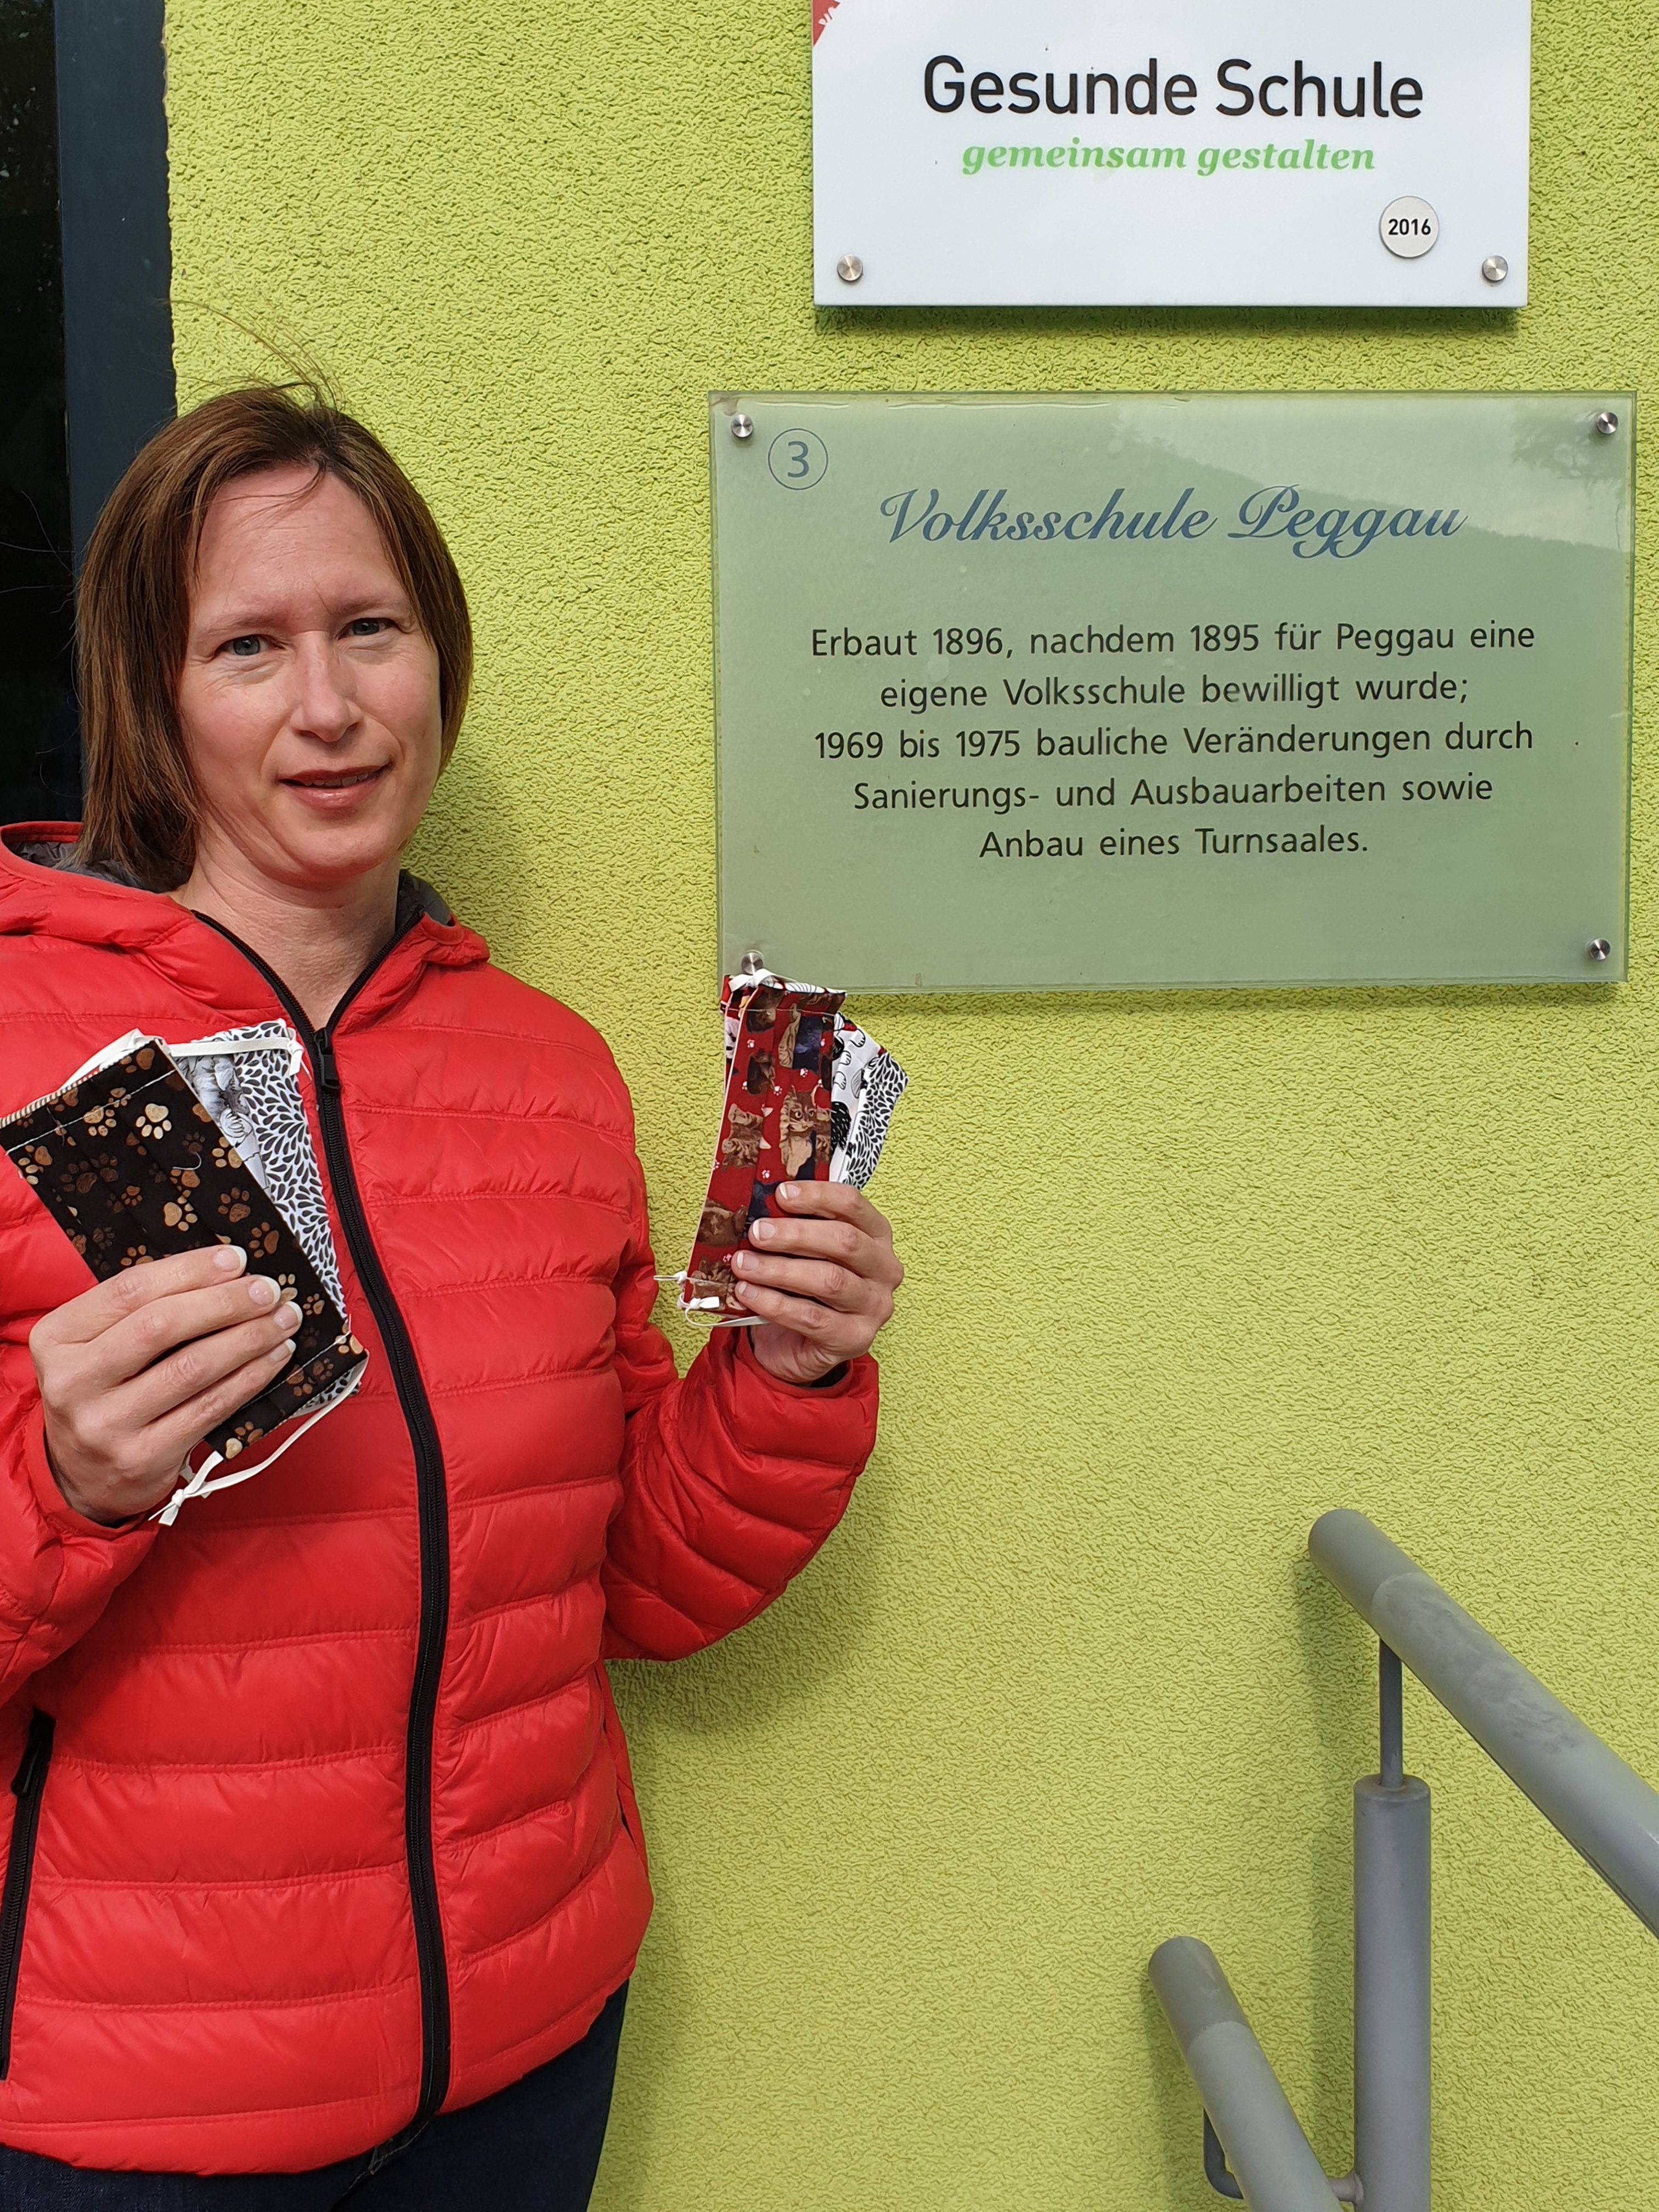 Gesunde Schule
gemeinsam gestalten
2016
3
Volksschule Peggau
Erbaut 1896, nachdem 1895 für Peggau eine
eigene Volksschule bewilligt wurde;
1969 bis 1975 bauliche Veränderungen durch
Sanierungs- und Ausbauarbeiten sowie
Anbau eines Turnsaales.